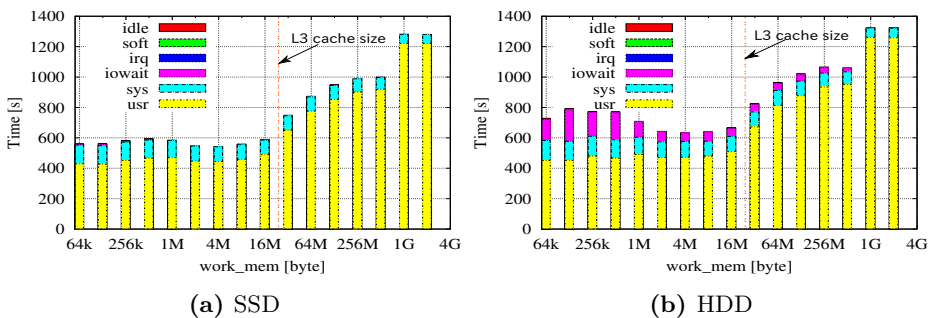 1400
1200
1000
800
600
400
200
0
Time [s]
idle
soft
irq
iowait
sys
usr
L3 cache size
64k 256k 1M 4M 16M 64M 256M 1G 4G
work_mem [byte]
(a) SSD
1400
1200
1000
800
600
400
200
0
Time [s]
idle
soft
irq
iowait
sys
usr
L3 cache size
64k 256k 1M 4M 16M 64M 256M 1G 4G
work_mem [byte]
(b) HDD